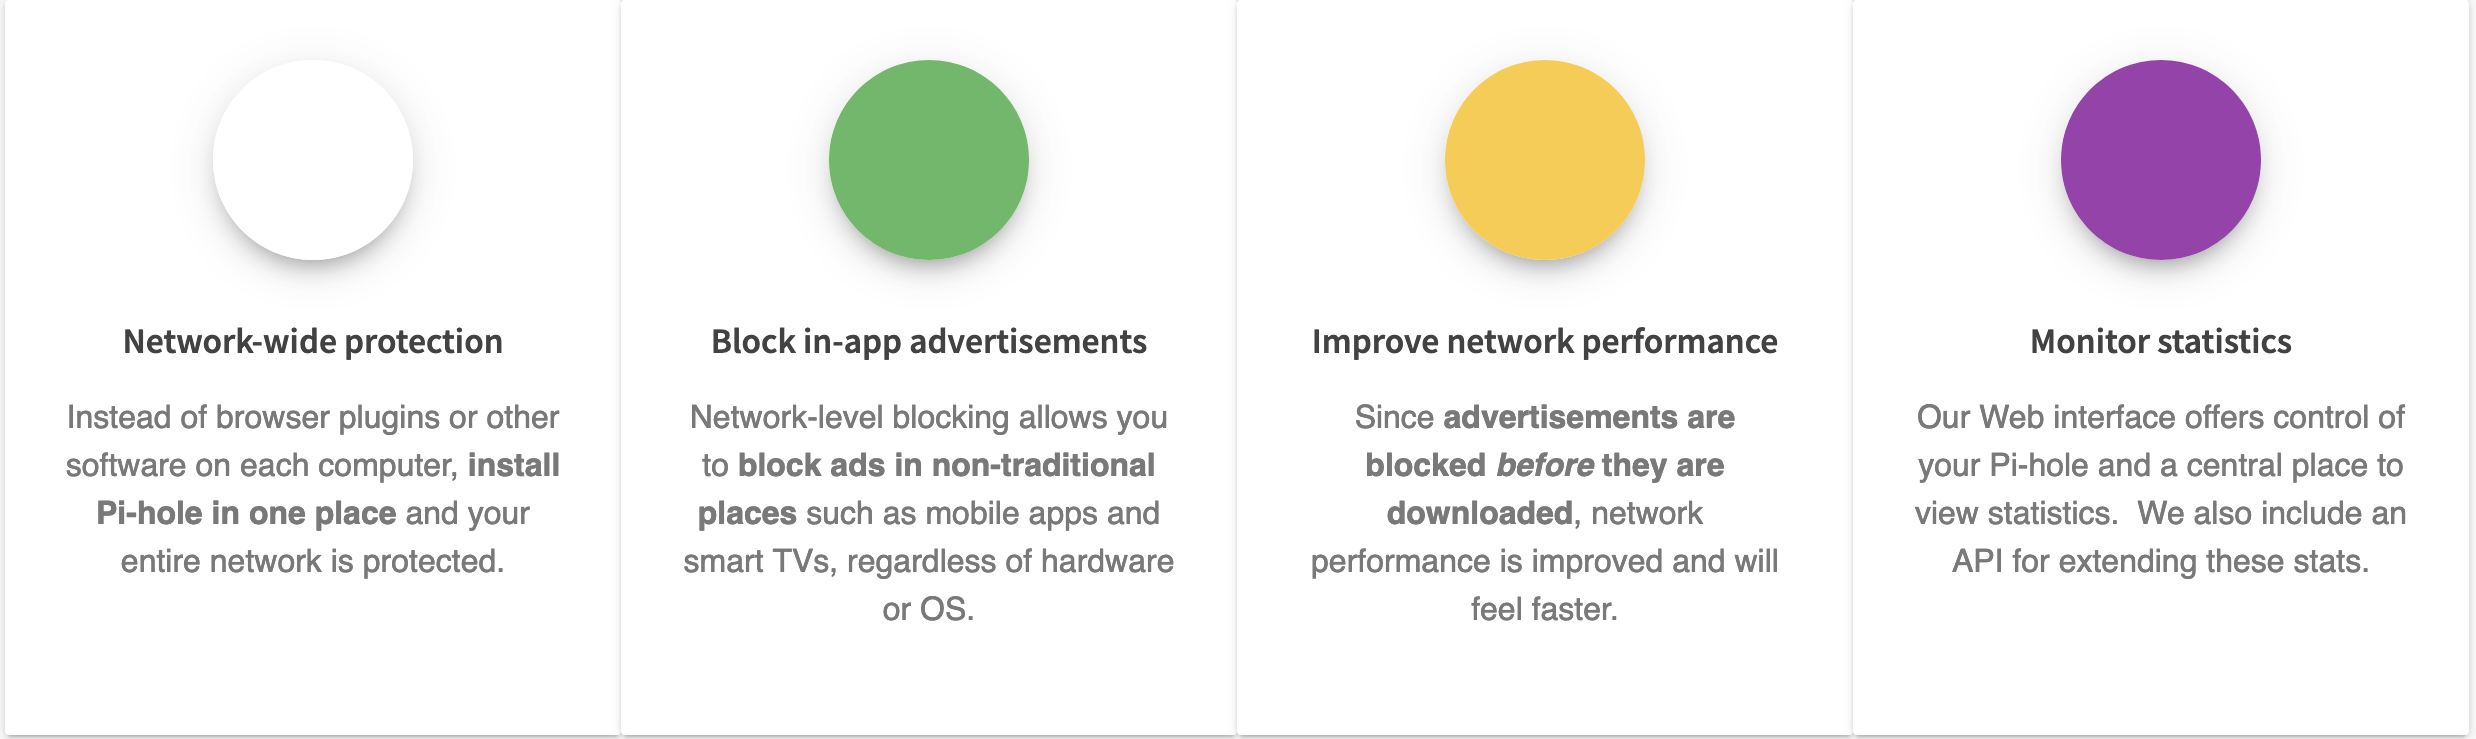 Network-wide protection
Instead of browser plugins or other
software on each computer, install
Pi-hole in one place and your
entire network is protected.
Block in-app advertisements
Network-level blocking allows you
to block ads in non-traditional
places such as mobile apps and
smart TVs, regardless of hardware
or OS.
Improve network performance
Since advertisements are
blocked before they are
downloaded, network
performance is improved and will
feel faster.
Monitor statistics
Our Web interface offers control of
your Pi-hole and a central place to
view statistics.  We also include an
API for extending these stats.